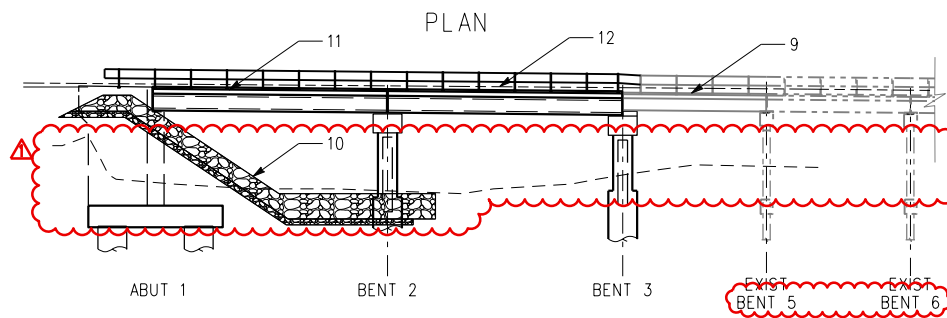 PLAN
11
12
9
1
10
ABUT 1
BENT 2
BENT 3
EXIST
BENT 5
EXIST
BENT 6